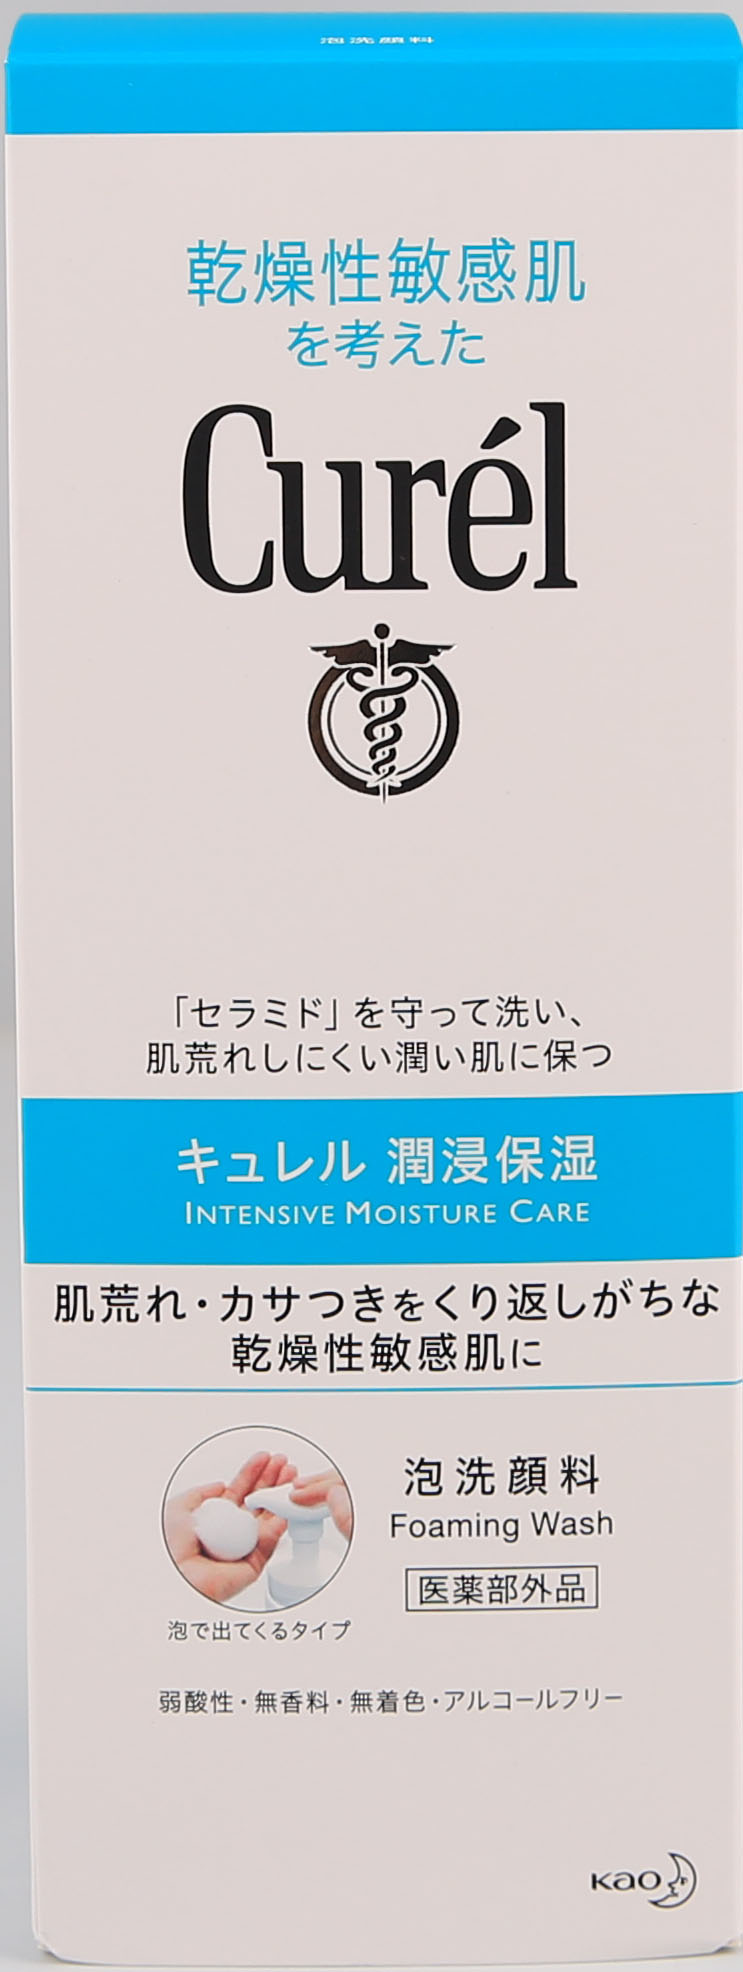 泡洗顔料
乾燥性敏感肌
を考えた
Curél
「セラミド」を守って洗い、
肌荒れしにくい潤い肌に保つ
キュレル 潤浸保湿
INTENSIVE MOISTURE CARE
肌荒れ・カサつきをくり返しがちな
乾燥性敏感肌に
泡洗顔料
Foaming Wash
医薬部外品
泡で出てくるタイプ
弱酸性・無香料・無着色・アルコールフリー
Kao